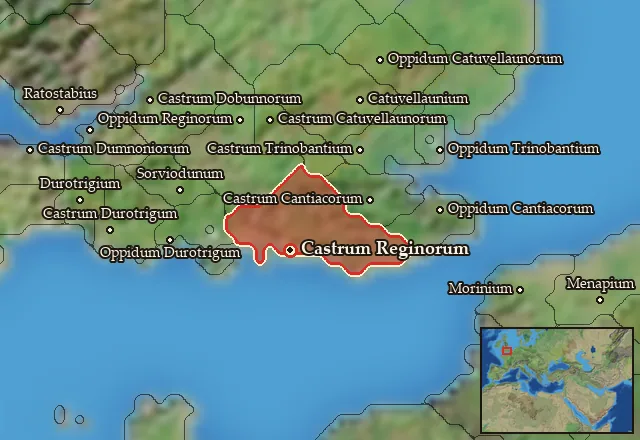 Oppidum Catuvellaunorum
Ratostabius
Castrum Dobunnorum
Catuvellaunium
Oppidum Reginorum
Castrum Catuvellaunorum
Castrum Dumnoniorum
Castrum Trinobantium
Oppidum Trinobantium
Sorviodunum
Durotrigium
Castrum Cantiacorum
Castrum Durotrigum
Oppidum Cantiacorum
Oppidum Durotrigum
Castrum Reginorum
Morinium
Menapium